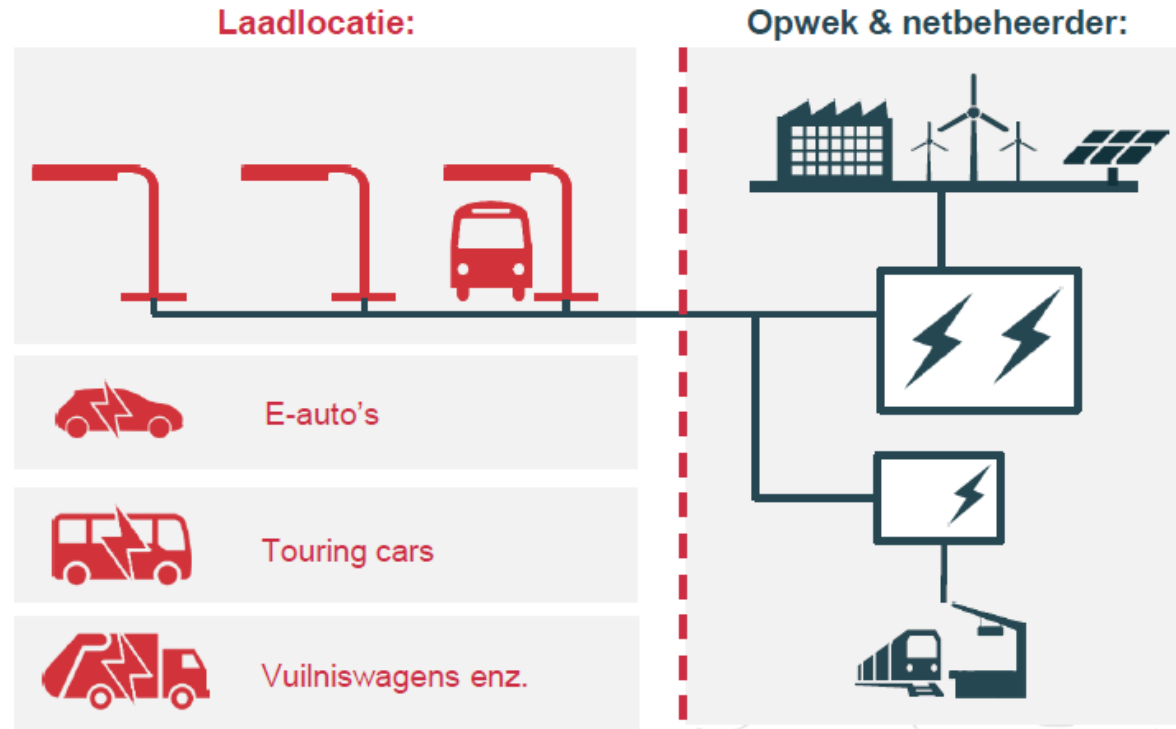 Laadlocatie:
Opwek & netbeheerder:
E-auto's
Touring cars
Vuilniswagens enz.